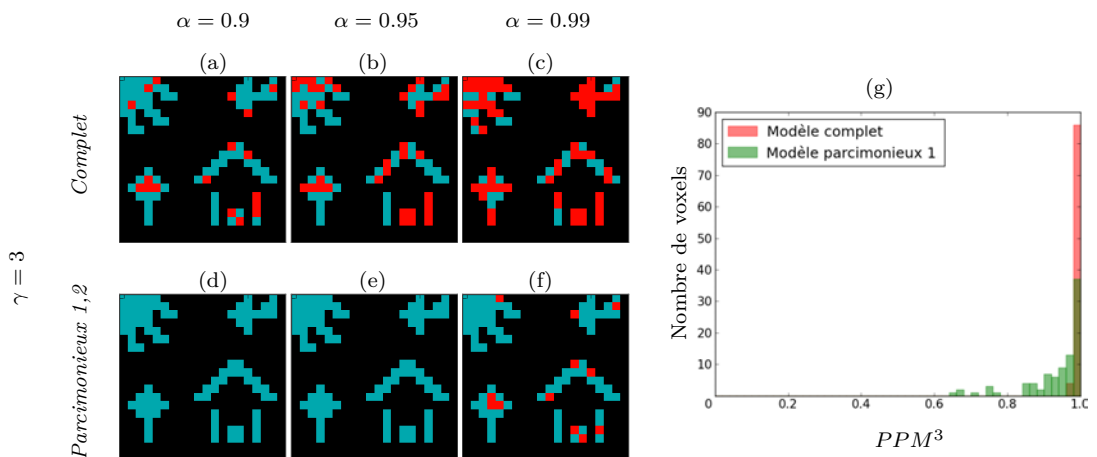 α = 0.9
α = 0.95
α = 0.99
(a)
(b)
(c)
Complet
γ = 3
(d)
(e)
(f)
Parcimonieux 1,2
(g)
90
80
70
60
50
40
30
20
10
0
Nombre de voxels
Modèle complet
Modèle parcimonieux 1
0 0.2 0.4 0.6 0.8 1.0
PPM³